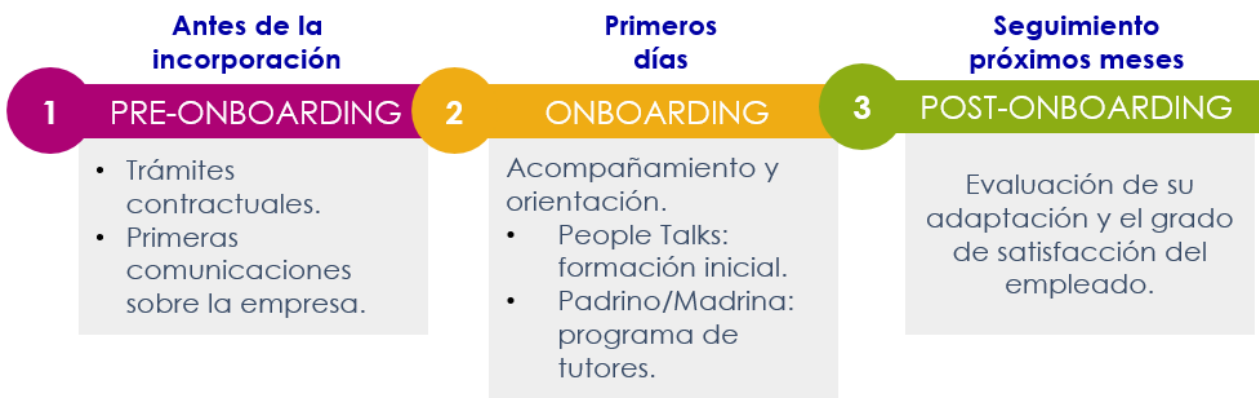 Antes de la
incorporación
1 PRE-ONBOARDING
• Trámites
contractuales.
• Primeras
comunicaciones
sobre la empresa.
Primeros
días
2 ONBOARDING
Acompañamiento y
orientación.
• People Talks:
formación inicial.
• Padrino/Madrina:
programa de
tutores.
Seguimiento
próximos meses
3 POST-ONBOARDING
Evaluación de su
adaptación y el grado
de satisfacción del
empleado.